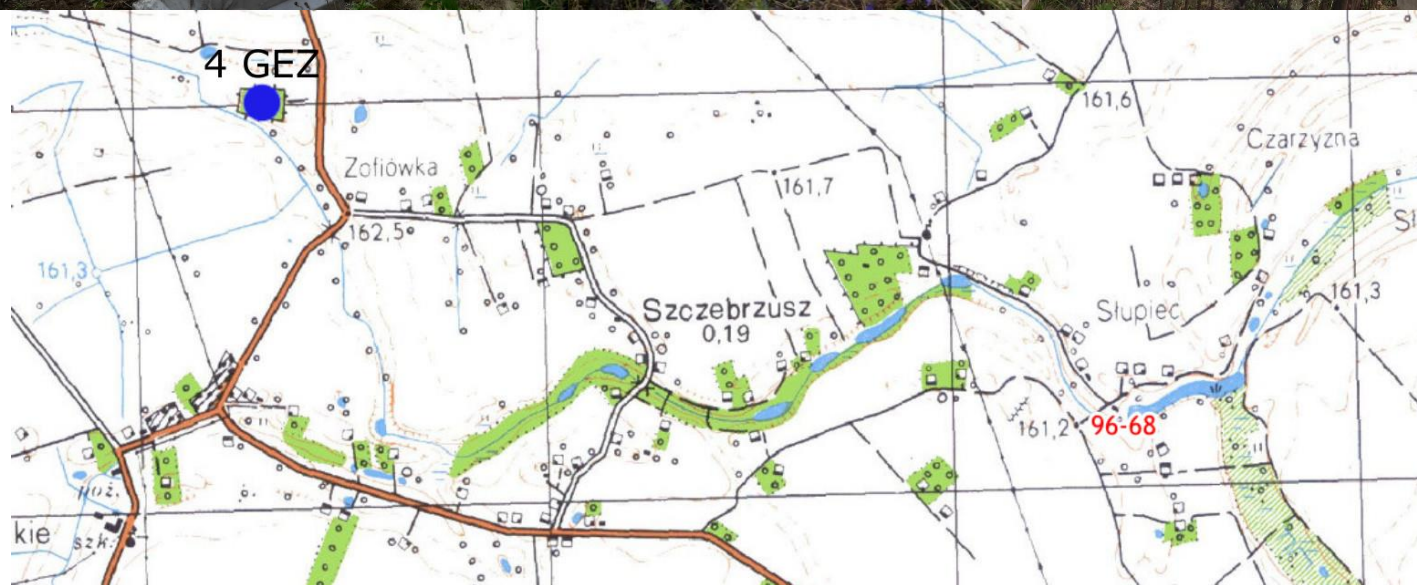 4 GEZ
161,6
Czarzyzna
Zofiówka
161,7
162,5
161,3
Szczebrzusz
0,19
Słupiec
161,3
161,2
96-68
poż.
kie
szk.